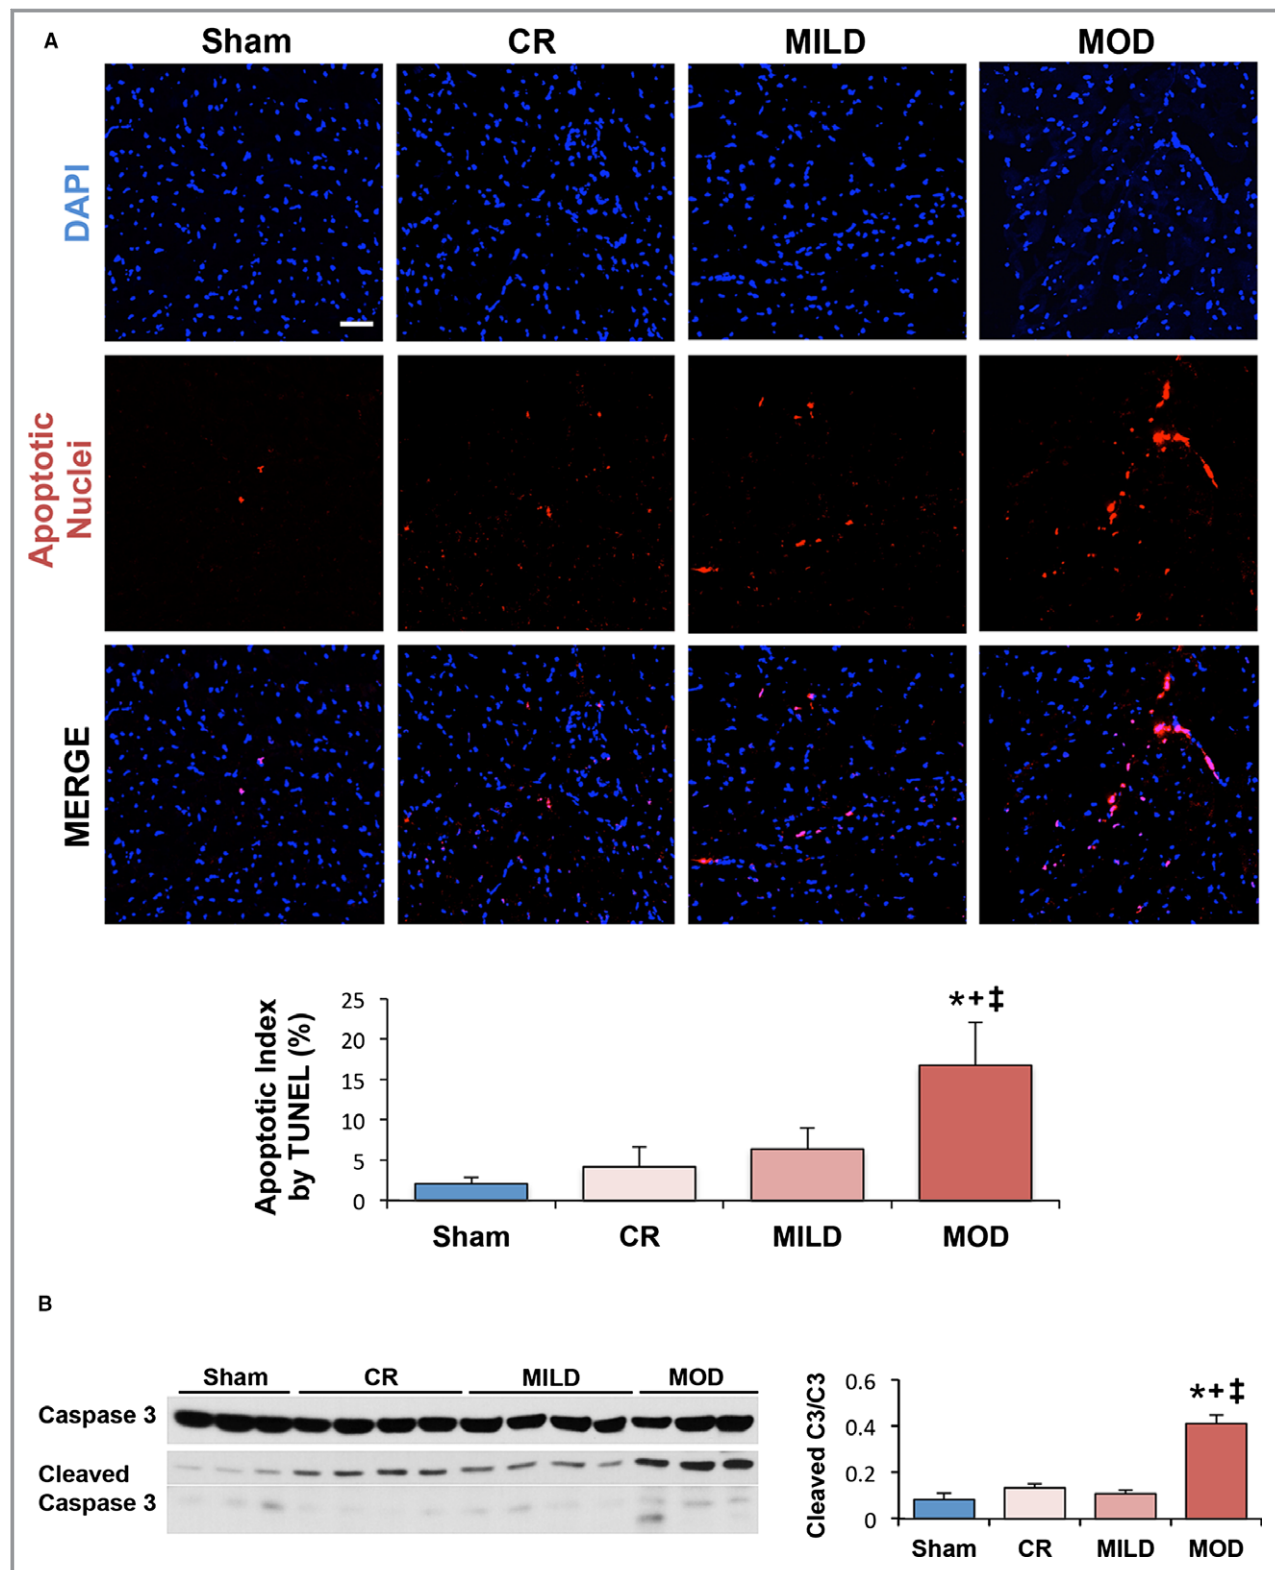 A
Sham CR MILD MOD
DAPI
Apoptotic
Nuclei
MERGE
Apoptotic Index
by TUNEL (%)
25
20
15
10
5
0
*+‡
Sham CR MILD MOD
B
Sham CR MILD MOD
Caspase 3
Cleaved
Caspase 3
Cleaved C3/C3
0.6
0.4
0.2
0
*+‡
Sham CR MILD MOD